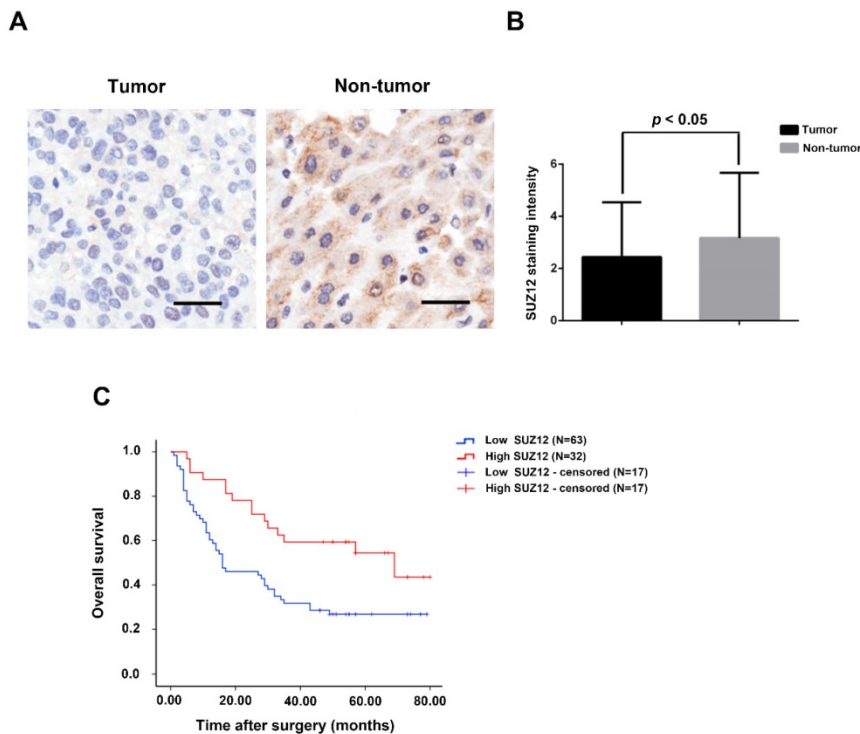 A
Tumor
Non-tumor
B
p < 0.05
Tumor
Non-tumor
SUZ12 staining intensity
6
4
2
0
C
Low SUZ12 (N=63)
High SUZ12 (N=32)
Low SUZ12 - censored (N=17)
High SUZ12 - censored (N=17)
Overall survival
1.0
0.8
0.6
0.4
0.2
0.0
0.00 20.00 40.00 60.00 80.00
Time after surgery (months)